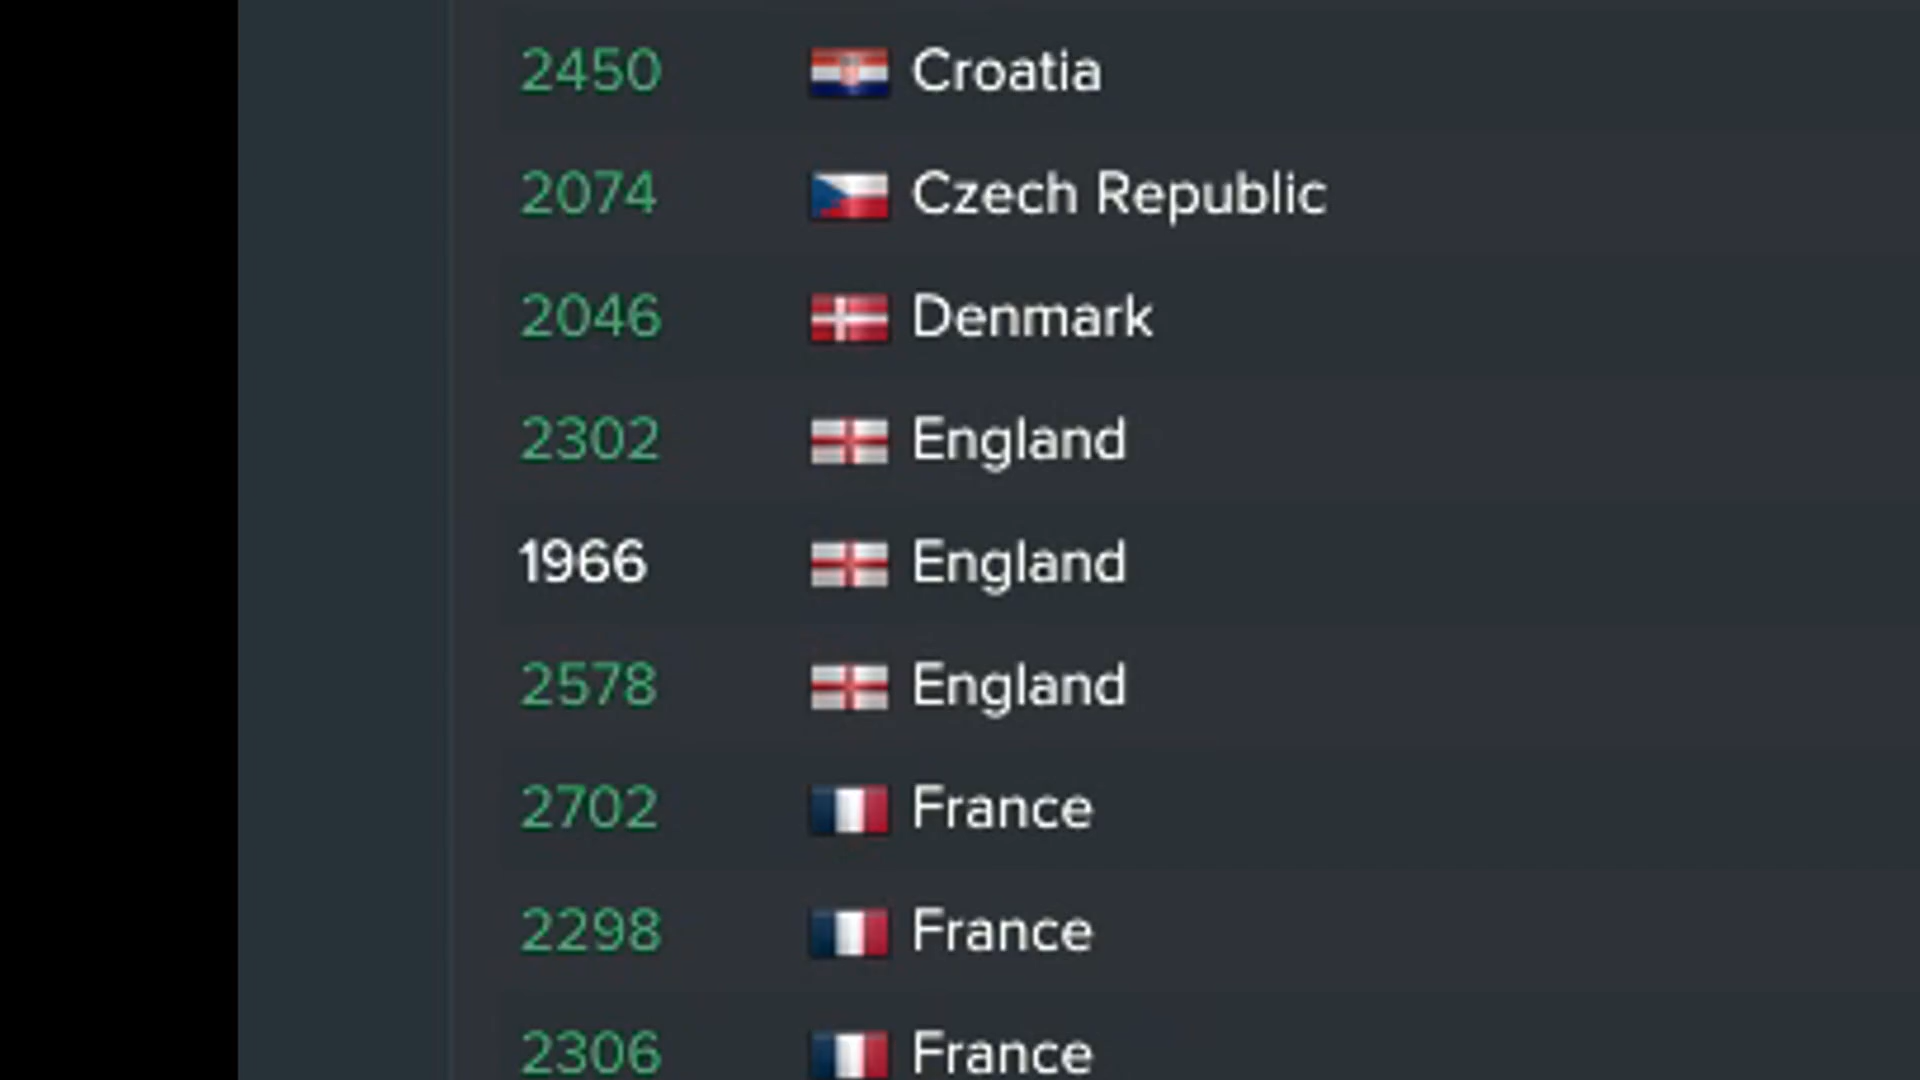 2450 Croatia
2074 Czech Republic
2046 Denmark
2302 England
1966 England
2578 England
2702 France
2298 France
2306 France